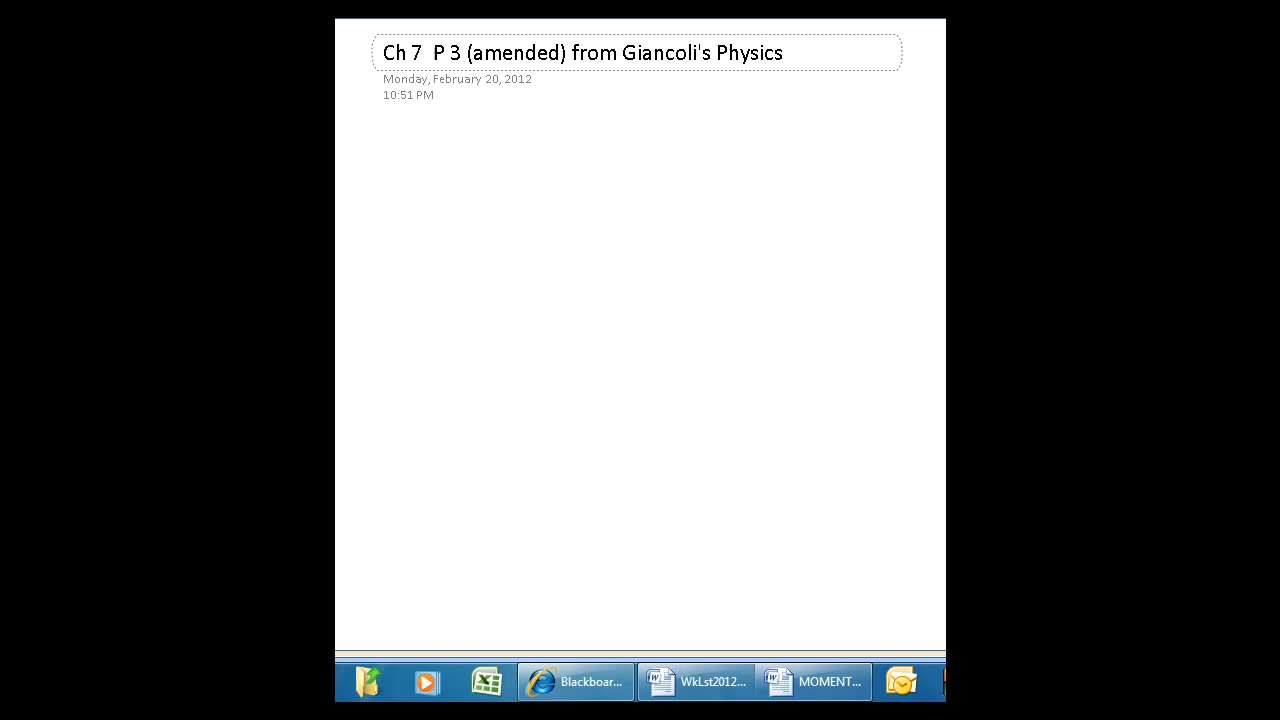 Ch 7  P 3 (amended) from Giancoli's Physics
Monday, February 20, 2012
10:51 PM
Blackboar...
WkLst2012...
MOMENT...